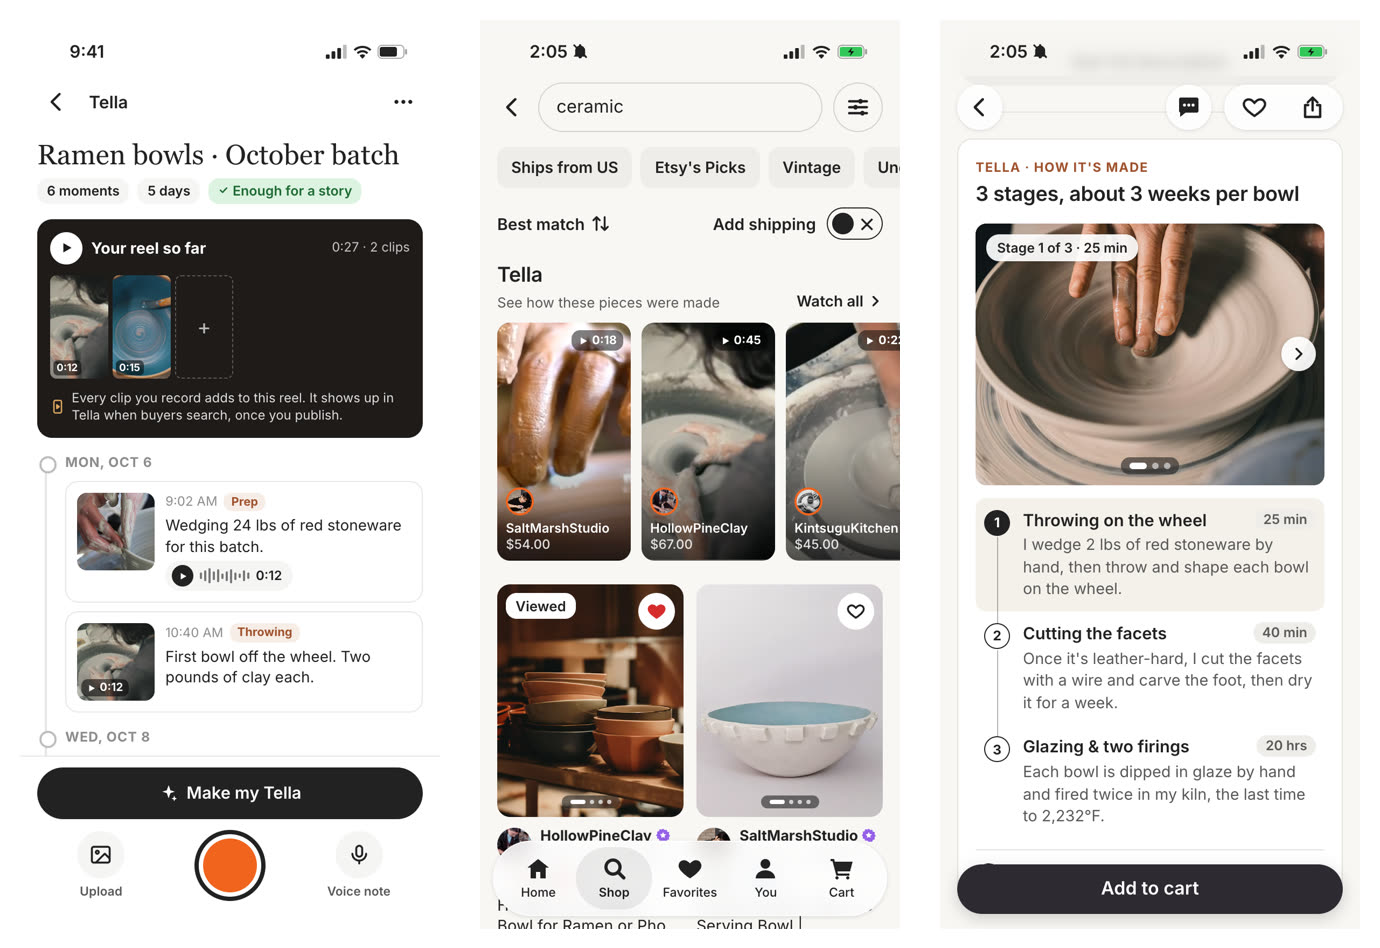 9:41
Tella
Ramen bowls · October batch
6 moments
5 days
Enough for a story
Your reel so far
0:27 · 2 clips
0:12
0:15
+
Every clip you record adds to this reel. It shows up in
Tella when buyers search, once you publish.
MON, OCT 6
9:02 AM
Prep
Wedging 24 lbs of red stoneware
for this batch.
0:12
10:40 AM
Throwing
First bowl off the wheel. Two
pounds of clay each.
0:12
WED, OCT 8
Make my Tella
Upload
Voice note
2:05
ceramic
Ships from US
Etsy's Picks
Vintage
Best match
Add shipping
Tella
See how these pieces were made
Watch all
0:18
SaltMarshStudio
$54.00
0:45
HollowPineClay
$67.00
KintsuguKitchen
$45.00
Viewed
HollowPineClay
SaltMarshStudio
Home
Shop
Favorites
You
Cart
Bowl for Ramen or Pho
Serving Bowl |
2:05
TELLA · HOW IT'S MADE
3 stages, about 3 weeks per bowl
Stage 1 of 3 · 25 min
1
Throwing on the wheel
25 min
I wedge 2 lbs of red stoneware by
hand, then throw and shape each bowl
on the wheel.
2
Cutting the facets
40 min
Once it's leather-hard, I cut the facets
with a wire and carve the foot, then dry
it for a week.
3
Glazing & two firings
20 hrs
Each bowl is dipped in glaze by hand
and fired twice in my kiln, the last time
to 2,232°F.
Add to cart